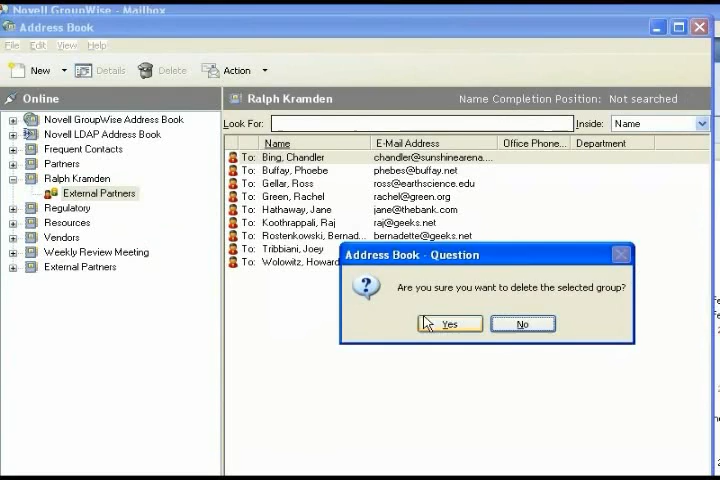 Novell GroupWise - Mailbox
Address Book
File Edit View Help
New Details Delete Action
Online
Novell GroupWise Address Book
Novell LDAP Address Book
Frequent Contacts
Partners
Ralph Kramden
External Partners
Regulatory
Resources
Vendors
Weekly Review Meeting
External Partners
Ralph Kramden Name Completion Position: Not searched
Look For: Inside: Name
Name E-Mail Address Office Phone... Department
To: Bing, Chandler chandler@sunshinearena....
To: Buffay, Phoebe phebes@buffay.net
To: Gellar, Ross ross@earthscience.edu
To: Green, Rachel rachel@green.org
To: Hathaway, Jane jane@thebank.com
To: Koothrappali, Raj raj@geeks.net
To: Rostenkowski, Bernad... bernadette@geeks.net
To: Tribbiani, Joey
To: Wolowitz, Howard
Address Book - Question
Are you sure you want to delete the selected group?
Yes No